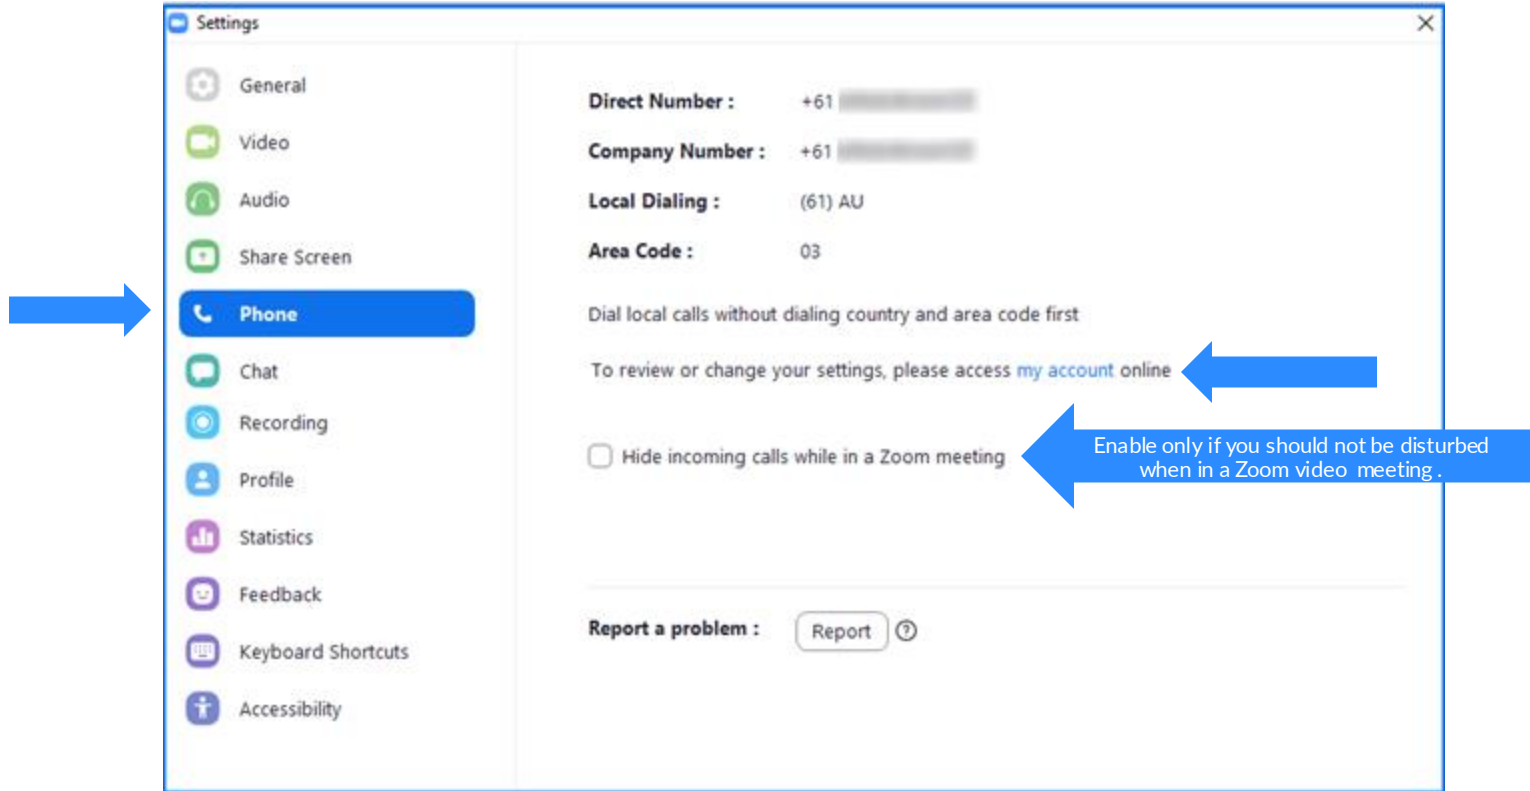 Settings
General
Video
Audio
Share Screen
Phone
Chat
Recording
Profile
Statistics
Feedback
Keyboard Shortcuts
Accessibility
Direct Number : +61
Company Number : +61
Local Dialing : (61) AU
Area Code : 03
Dial local calls without dialing country and area code first
To review or change your settings, please access my account online
Hide incoming calls while in a Zoom meeting
Enable only if you should not be disturbed
when in a Zoom video meeting .
Report a problem : Report ?